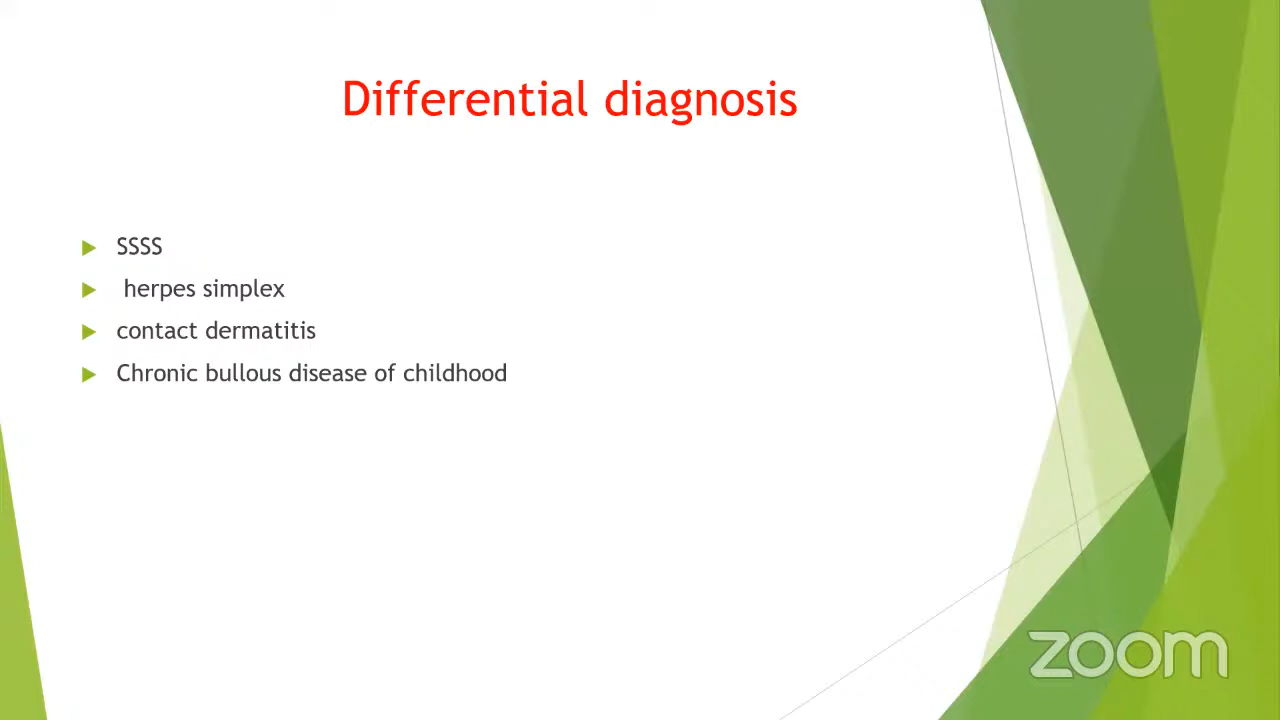 Differential diagnosis
SSSS
herpes simplex
contact dermatitis
Chronic bullous disease of childhood
zoom